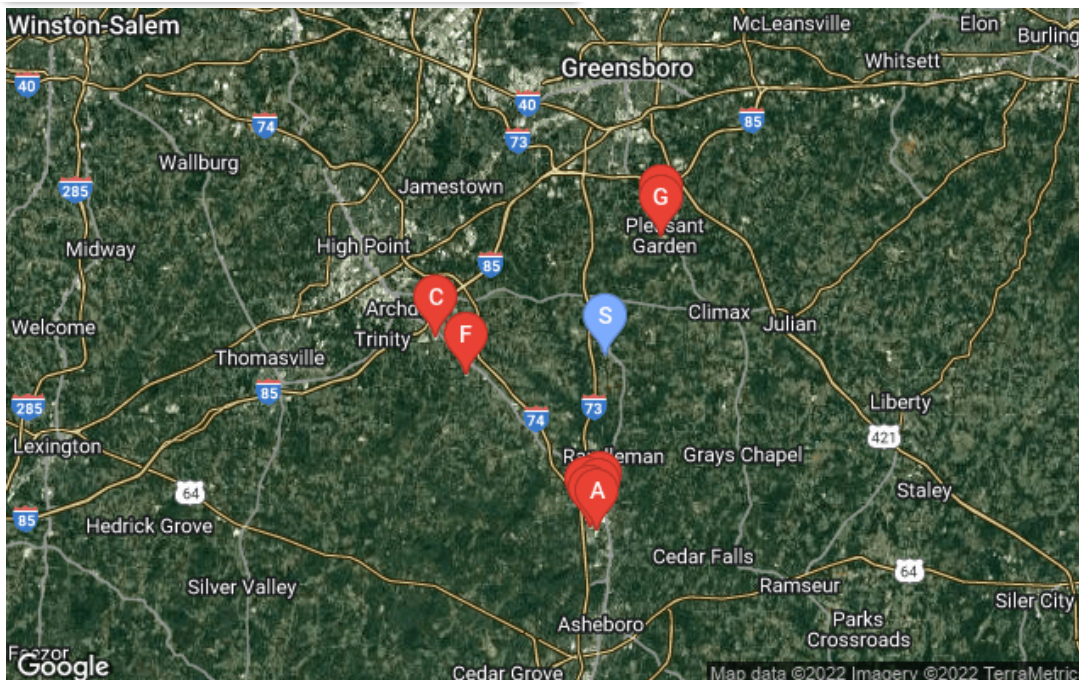 Winston-Salem
McLeansville
Elon
Burling
Whitsett
Greensboro
40
40
74
73
85
Wallburg
285
Jamestown
G
Pleasant
Garden
Midway
High Point
85
C
S
Archd
Climax
Julian
Welcome
F
Trinity
Thomasville
85
73
285
74
Liberty
421
Lexington
Grays Chapel
64
A
Staley
85
Hedrick Grove
Cedar Falls
64
Silver Valley
Ramseur
Siler City
Parks
Crossroads
Asheboro
Google
Cedar Grove
Map data ©2022 Imagery ©2022 TerraMetric